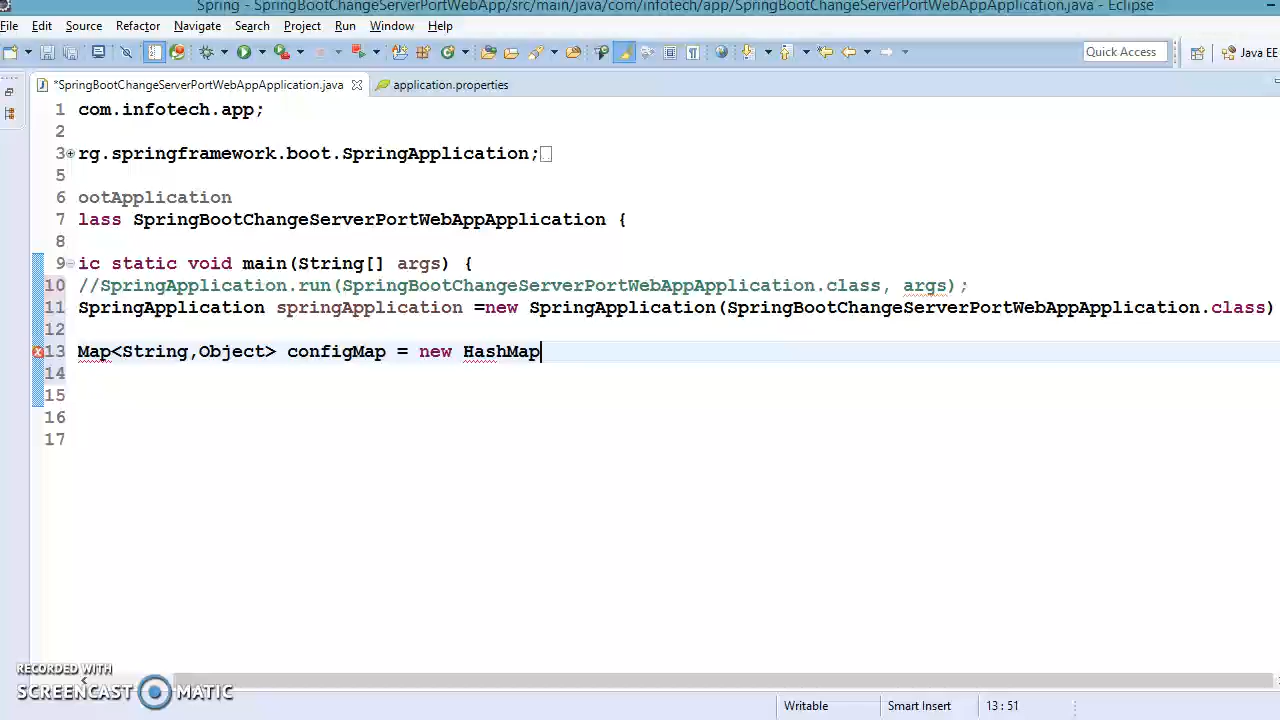 Spring - SpringBootChangeServerPortWebApp/src/main/java/com/infotech/app/SpringBootChangeServerPortWebAppApplication.java - Eclipse
File Edit Source Refactor Navigate Search Project Run Window Help
Quick Access Java EE
*SpringBootChangeServerPortWebAppApplication.java application.properties
1 com.infotech.app;
2
3 rg.springframework.boot.SpringApplication;
5
6 ootApplication
7 lass SpringBootChangeServerPortWebAppApplication {
8
9 ic static void main(String[] args) {
10 //SpringApplication.run(SpringBootChangeServerPortWebAppApplication.class, args);
11 SpringApplication springApplication =new SpringApplication(SpringBootChangeServerPortWebAppApplication.class)
12
13 Map<String,Object> configMap = new HashMap
14
15
16
17
RECORDED WITH
SCREENCAST MATIC
Writable Smart Insert 13 : 51